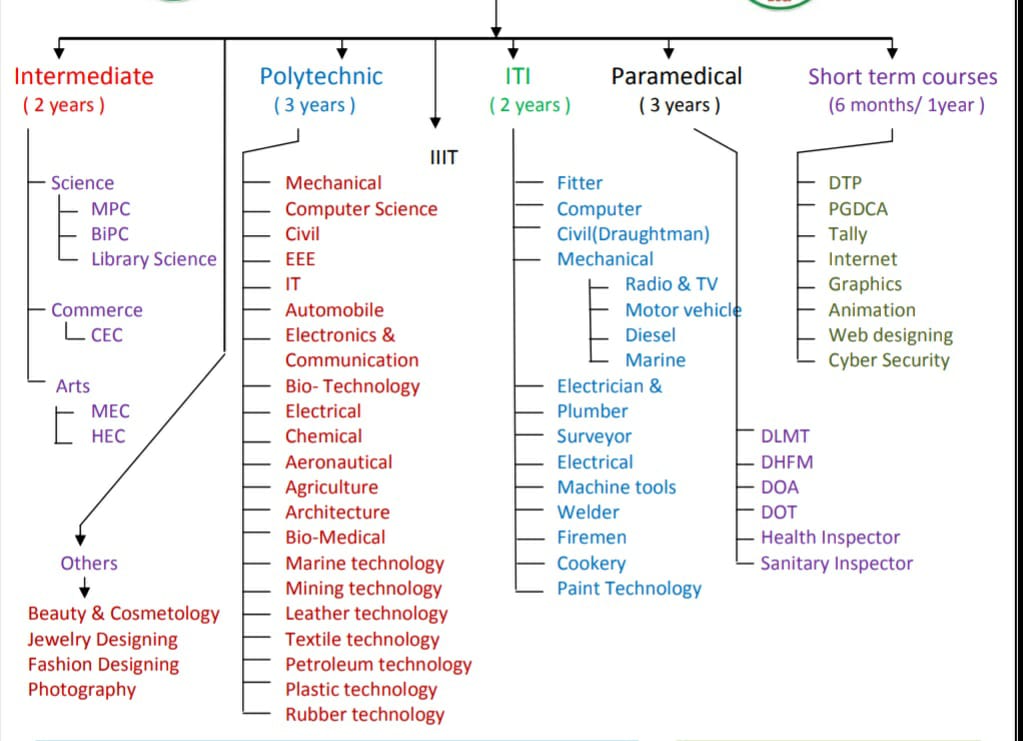 Intermediate
( 2 years )
Science
MPC
BiPC
Library Science
Commerce
CEC
Arts
MEC
HEC
Others
Beauty & Cosmetology
Jewelry Designing
Fashion Designing
Photography
Polytechnic
( 3 years )
Mechanical
Computer Science
Civil
EEE
IT
Automobile
Electronics &
Communication
Bio- Technology
Electrical
Chemical
Aeronautical
Agriculture
Architecture
Bio-Medical
Marine technology
Mining technology
Leather technology
Textile technology
Petroleum technology
Plastic technology
Rubber technology
IIIT
ITI
( 2 years )
Fitter
Computer
Civil(Draughtman)
Mechanical
Radio & TV
Motor vehicle
Diesel
Marine
Electrician &
Plumber
Surveyor
Electrical
Machine tools
Welder
Firemen
Cookery
Paint Technology
Paramedical
( 3 years )
DLMT
DHFM
DOA
DOT
Health Inspector
Sanitary Inspector
Short term courses
(6 months/ 1year )
DTP
PGDCA
Tally
Internet
Graphics
Animation
Web designing
Cyber Security